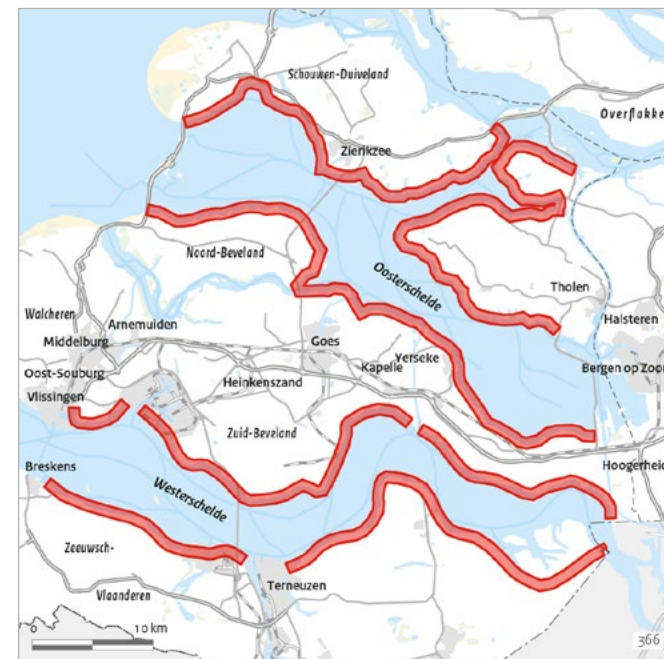 Schouwen-Duiveland
Overflakke
Zierikzee
Noord-Beveland
Oosterschelde
Tholen
Walcheren
Arnemuiden
Halsteren
Middelburg
Goes
Yerseke
Kapelle
Bergen op Zoom
Oost-Souburg
Heinkenszand
Vlissingen
Zuid-Beveland
Breskens
Hoogerheid
Westerschelde
Zeeuwsch-
Terneuzen
Vlaanderen
0 10 km
366